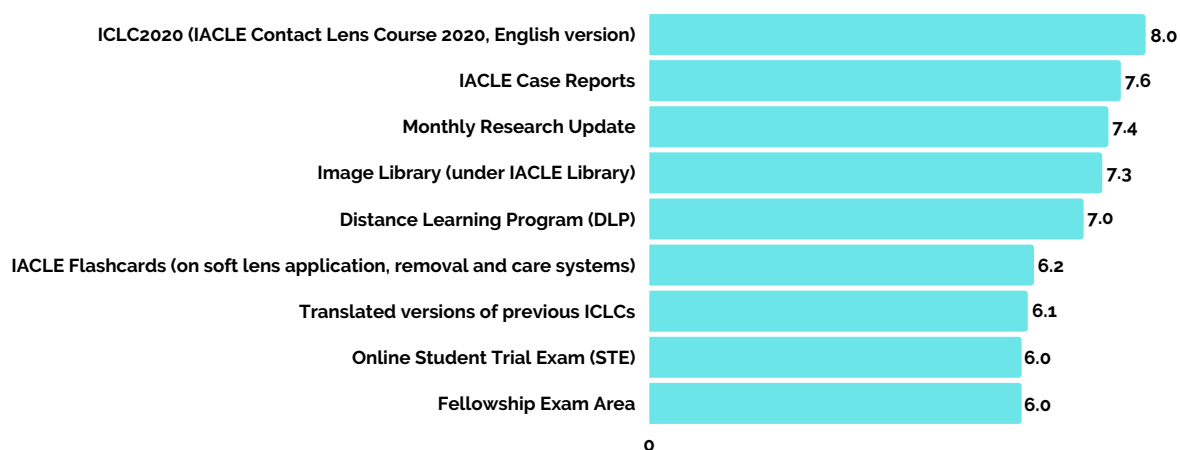 ICLC2020 (IACLE Contact Lens Course 2020, English version) 8.0
IACLE Case Reports 7.6
Monthly Research Update 7.4
Image Library (under IACLE Library) 7.3
Distance Learning Program (DLP) 7.0
IACLE Flashcards (on soft lens application, removal and care systems) 6.2
Translated versions of previous ICLCs 6.1
Online Student Trial Exam (STE) 6.0
Fellowship Exam Area 6.0
0